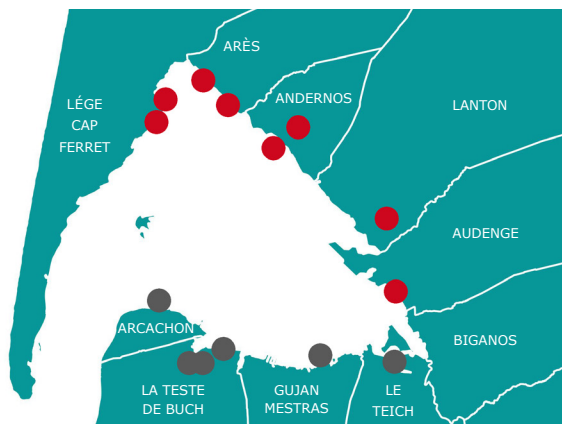 ARÈS
LÉGE
CAP
FERRET
ANDERNOS
LANTON
AUDENGE
BIGANOS
ARCACHON
LA TESTE
DE BUCH
GUJAN
MESTRAS
LE
TEICH